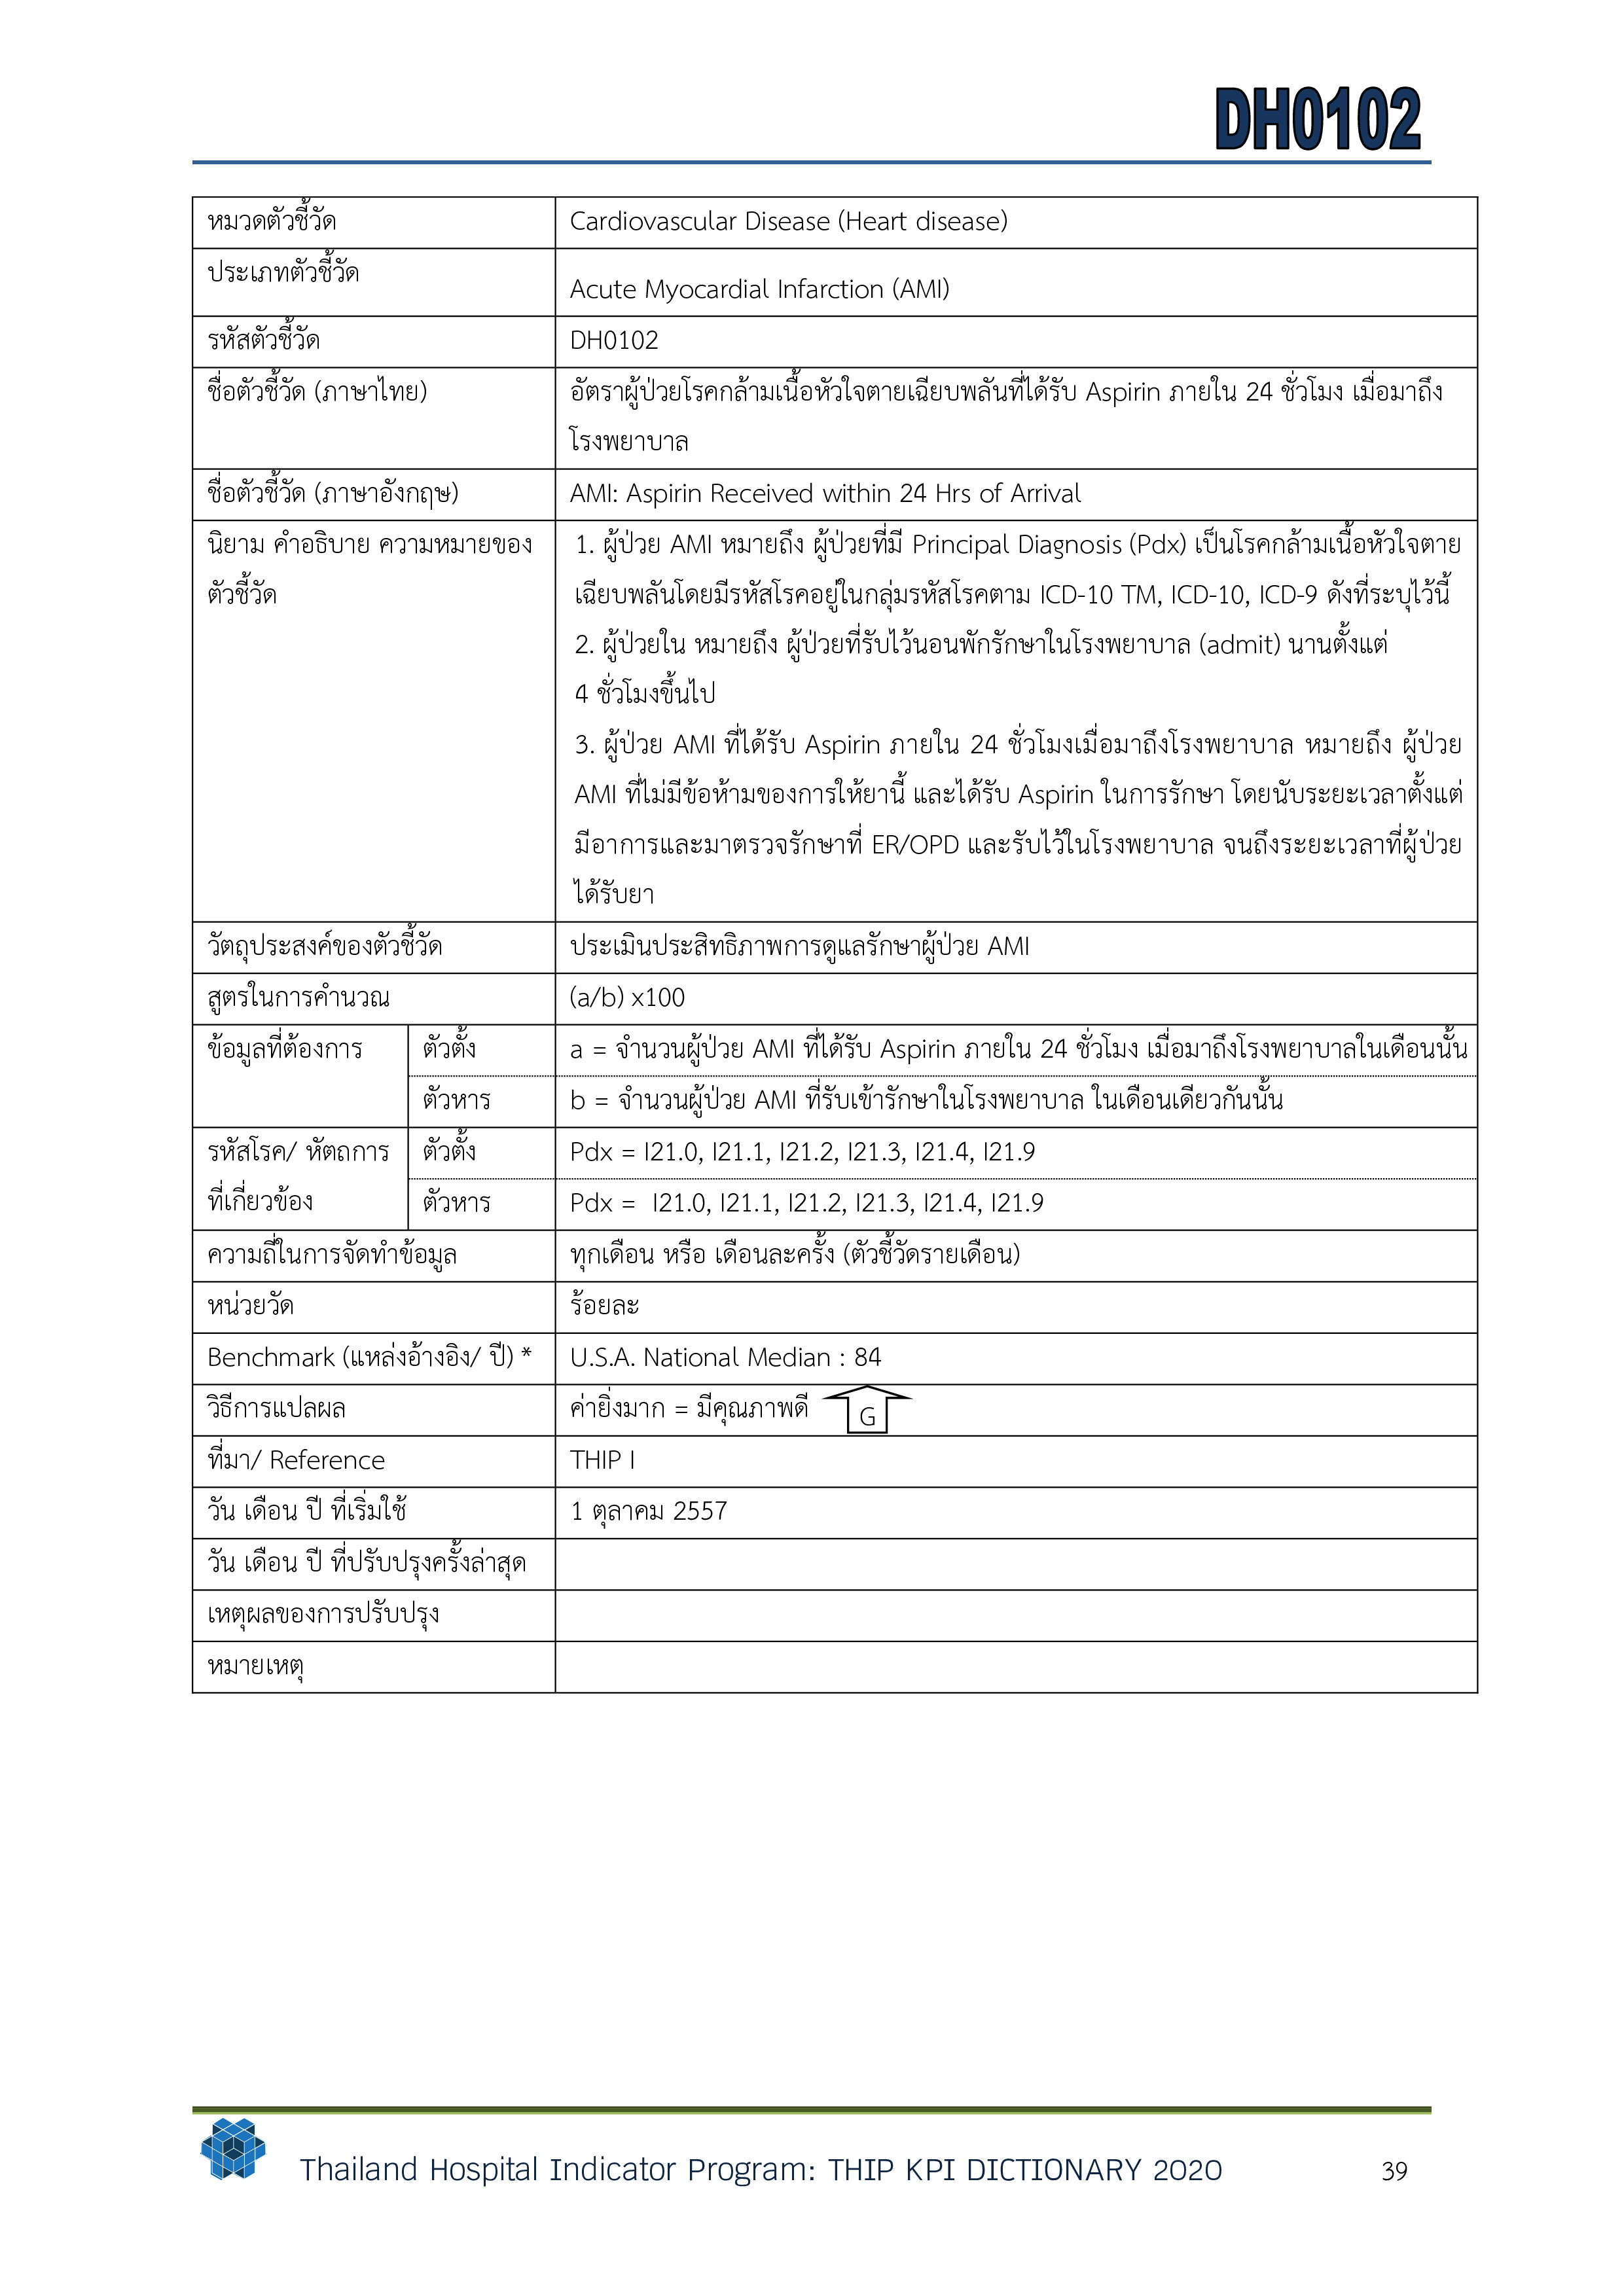 DH0102
หมวดตัวชี้วัด
Cardiovascular Disease (Heart disease)
ประเภทตัวชี้วัด
Acute Myocardial Infarction (AMI)
รหัสตัวชี้วัด
DH0102
ชื่อตัวชี้วัด (ภาษาไทย)
อัตราผู้ป่วยโรคกล้ามเนื้อหัวใจตายเฉียบพลันที่ได้รับ Aspirin ภายใน 24 ชั่วโมง เมื่อมาถึง
โรงพยาบาล
ชื่อตัวชี้วัด (ภาษาอังกฤษ)
AMI: Aspirin Received within 24 Hrs of Arrival
นิยาม คำอธิบาย ความหมายของ
ตัวชี้วัด
1. ผู้ป่วย AMI หมายถึง ผู้ป่วยที่มี Principal Diagnosis (Pdx) เป็นโรคกล้ามเนื้อหัวใจตาย
เฉียบพลันโดยมีรหัสโรคอยู่ในกลุ่มรหัสโรคตาม ICD-10 TM, ICD-10, ICD-9 ดังที่ระบุไว้นี้
2. ผู้ป่วยใน หมายถึง ผู้ป่วยที่รับไว้นอนพักรักษาในโรงพยาบาล (admit) นานตั้งแต่
4 ชั่วโมงขึ้นไป
3. ผู้ป่วย AMI ที่ได้รับ Aspirin ภายใน 24 ชั่วโมงเมื่อมาถึงโรงพยาบาล หมายถึง ผู้ป่วย
AMI ที่ไม่มีข้อห้ามของการให้ยานี้ และได้รับ Aspirin ในการรักษา โดยนับระยะเวลาตั้งแต่
มีอาการและมาตรวจรักษาที่ ER/OPD และรับไว้ในโรงพยาบาล จนถึงระยะเวลาที่ผู้ป่วย
ได้รับยา
วัตถุประสงค์ของตัวชี้วัด
ประเมินประสิทธิภาพการดูแลรักษาผู้ป่วย AMI
สูตรในการคำนวณ
(a/b) x100
ข้อมูลที่ต้องการ
ตัวตั้ง
a = จำนวนผู้ป่วย AMI ที่ได้รับ Aspirin ภายใน 24 ชั่วโมง เมื่อมาถึงโรงพยาบาลในเดือนนั้น
ตัวหาร
b = จำนวนผู้ป่วย AMI ที่รับเข้ารักษาในโรงพยาบาล ในเดือนเดียวกันนั้น
รหัสโรค/ หัตถการ
ที่เกี่ยวข้อง
ตัวตั้ง
Pdx = I21.0, I21.1, I21.2, I21.3, I21.4, I21.9
ตัวหาร
Pdx = I21.0, I21.1, I21.2, I21.3, I21.4, I21.9
ความถี่ในการจัดทำข้อมูล
ทุกเดือน หรือ เดือนละครั้ง (ตัวชี้วัดรายเดือน)
หน่วยวัด
ร้อยละ
Benchmark (แหล่งอ้างอิง/ ปี) *
U.S.A. National Median : 84
วิธีการแปลผล
ค่ายิ่งมาก = มีคุณภาพดี
G
ที่มา/ Reference
THIP I
วัน เดือน ปี ที่เริ่มใช้
1 ตุลาคม 2557
วัน เดือน ปี ที่ปรับปรุงครั้งล่าสุด
เหตุผลของการปรับปรุง
หมายเหตุ
Thailand Hospital Indicator Program: THIP KPI DICTIONARY 2020
39